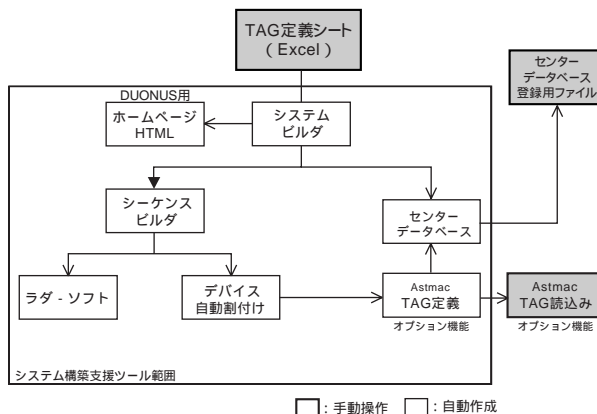 TAG定義シート
（Excel）
センター
データベース
登録用ファイル
DUONUS用
ホームページ
HTML
システム
ビルダ
シーケンス
ビルダ
センター
データベース
ラダ - ソフト
デバイス
自動割付け
Astmac
TAG定義
オプション機能
Astmac
TAG読込み
オプション機能
システム構築支援ツール範囲
：手動操作
：自動作成